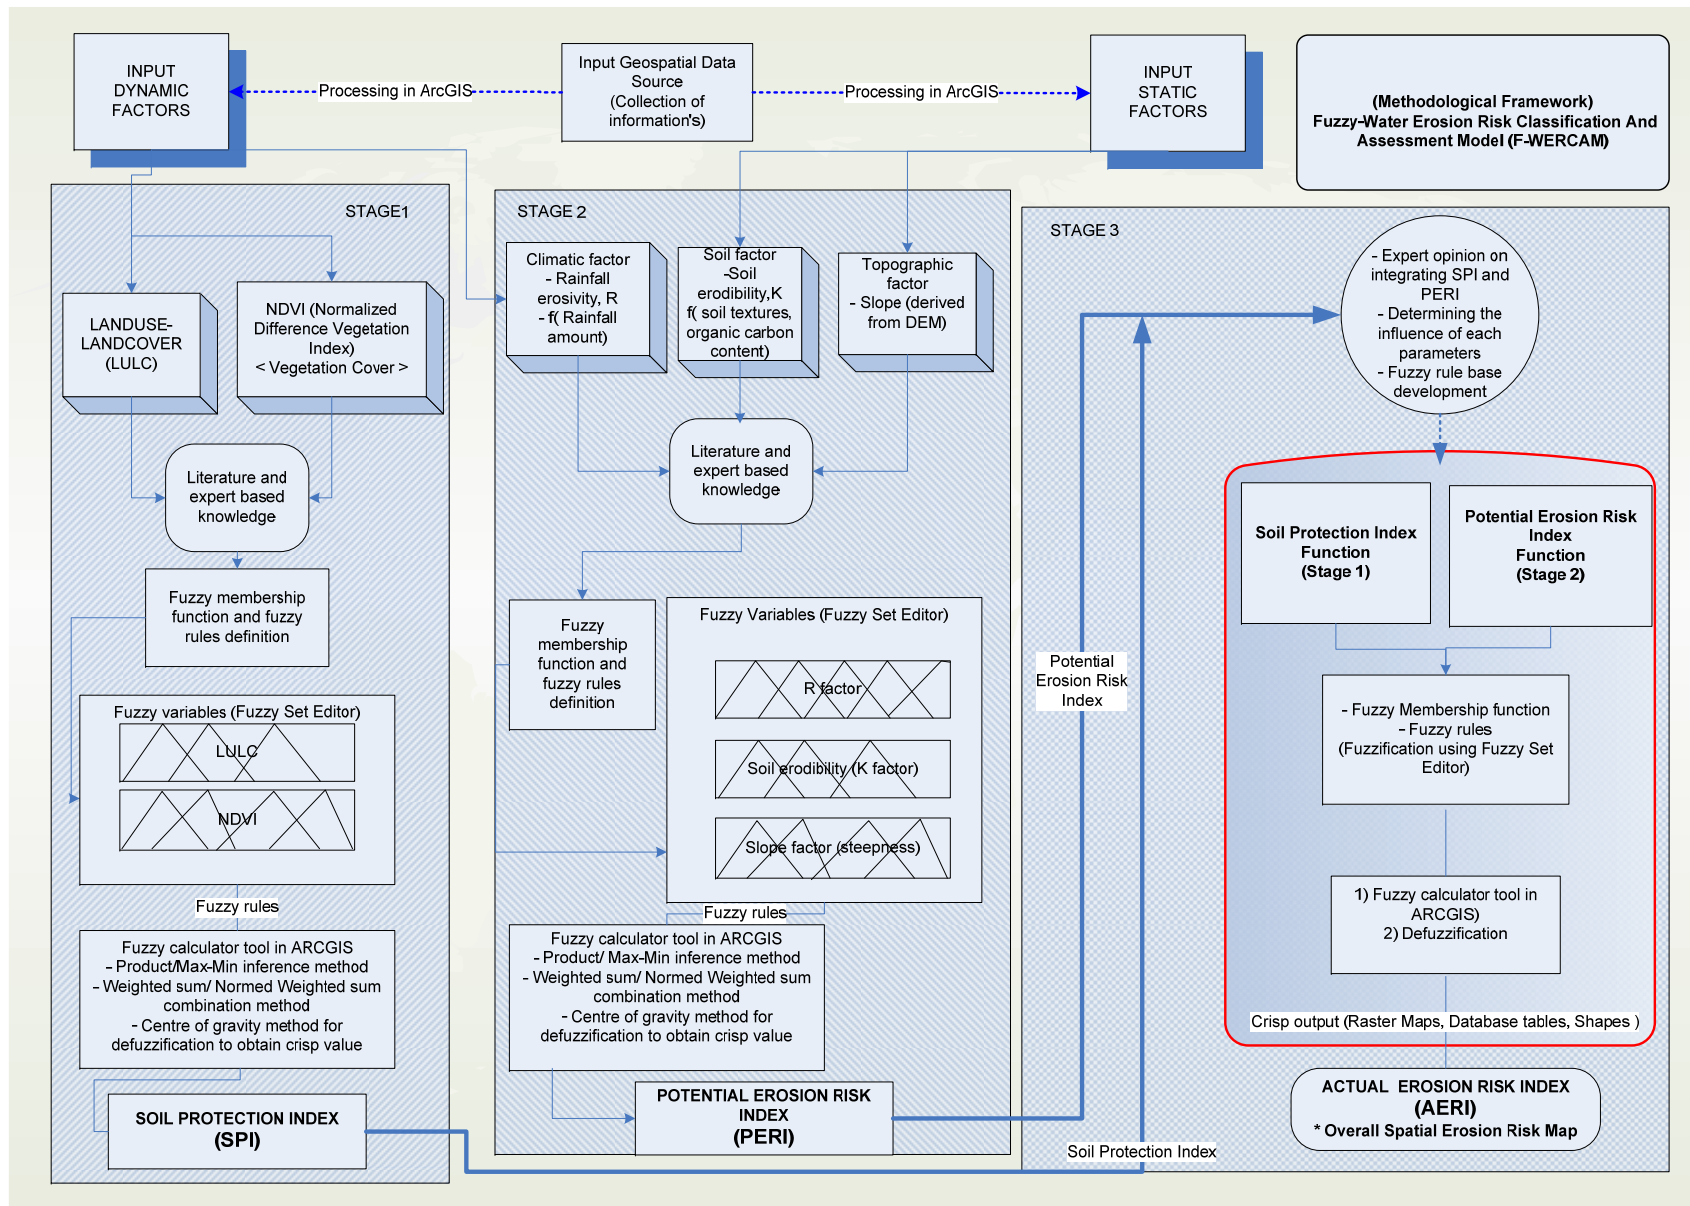 INPUT
DYNAMIC
FACTORS
Processing in ArcGIS
Input Geospatial Data
Source
(Collection of
information's)
Processing in ArcGIS
INPUT
STATIC
FACTORS
(Methodological Framework)
Fuzzy-Water Erosion Risk Classification And
Assessment Model (F-WERCAM)
STAGE1
LANDUSE-
LANDCOVER
(LULC)
NDVI (Normalized
Difference Vegetation
Index)
< Vegetation Cover >
Literature and
expert based
knowledge
Fuzzy membership
function and fuzzy
rules definition
Fuzzy variables (Fuzzy Set Editor)
LULC
NDVI
Fuzzy rules
Fuzzy calculator tool in ARCGIS
- Product/Max-Min inference method
- Weighted sum/ Normed Weighted sum
combination method
- Centre of gravity method for
defuzzification to obtain crisp value
SOIL PROTECTION INDEX
(SPI)
STAGE 2
Climatic factor
- Rainfall
erosivity, R
- f( Rainfall
amount)
Soil factor
-Soil
erodibility,K
f( soil textures,
organic carbon
content)
Topographic
factor
- Slope (derived
from DEM)
Literature and
expert based
knowledge
Fuzzy
membership
function and
fuzzy rules
definition
Fuzzy Variables (Fuzzy Set Editor)
R factor
Soil erodibility (K factor)
Slope factor (steepness)
Fuzzy rules
Fuzzy calculator tool in ARCGIS
- Product/ Max-Min inference method
- Weighted sum/ Normed Weighted sum
combination method
- Centre of gravity method for
defuzzification to obtain crisp value
POTENTIAL EROSION RISK
INDEX
(PERI)
STAGE 3
Potential
Erosion Risk
Index
Soil Protection Index
- Expert opinion on
integrating SPI and
PERI
- Determining the
influence of each
parameters
- Fuzzy rule base
development
Soil Protection Index
Function
(Stage 1)
Potential Erosion Risk
Index
Function
(Stage 2)
- Fuzzy Membership function
- Fuzzy rules
(Fuzzification using Fuzzy Set
Editor)
1) Fuzzy calculator tool in
ARCGIS)
2) Defuzzification
Crisp output (Raster Maps, Database tables, Shapes )
ACTUAL EROSION RISK INDEX
(AERI)
* Overall Spatial Erosion Risk Map